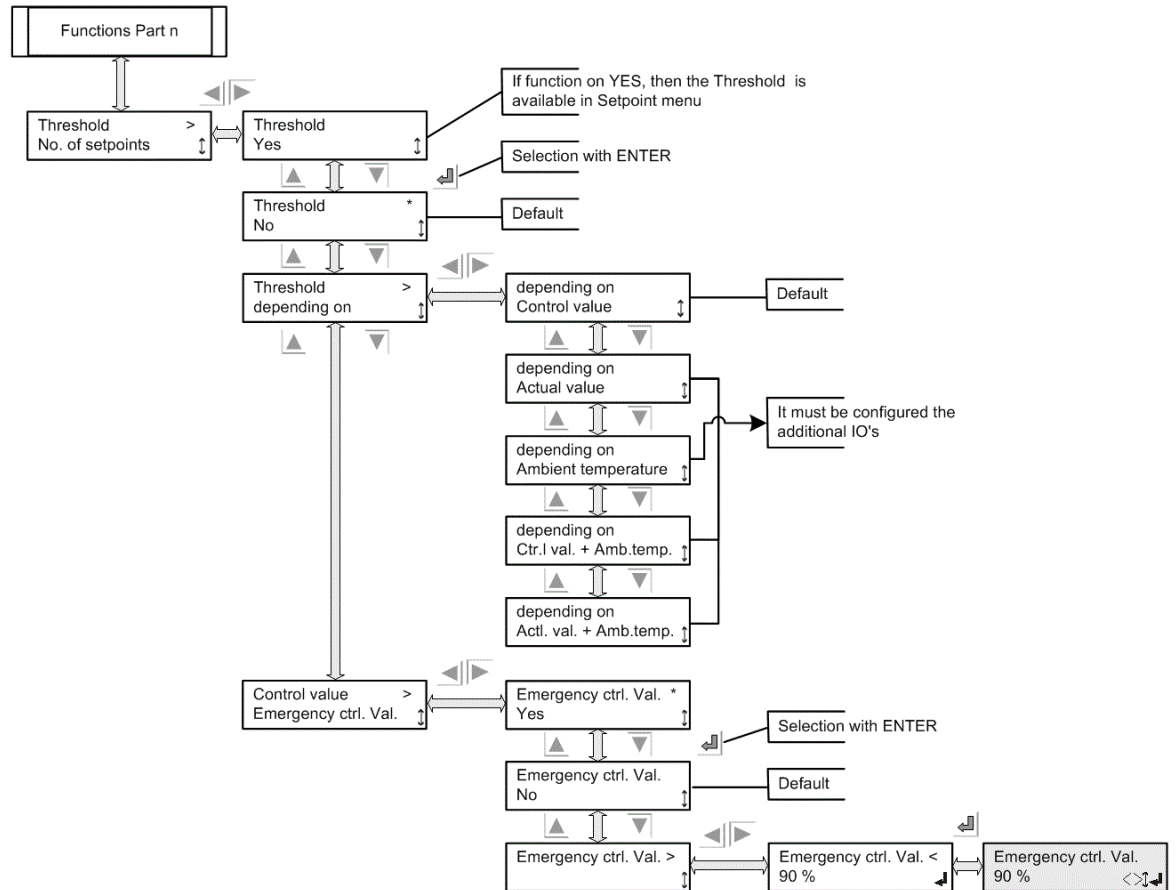 Functions Part n
Threshold >
No. of setpoints
Threshold
Yes
If function on YES, then the Threshold is
available in Setpoint menu
Selection with ENTER
Threshold *
No
Default
Threshold >
depending on
depending on
Control value
Default
depending on
Actual value
It must be configured the
additional IO's
depending on
Ambient temperature
depending on
Ctr.l val. + Amb.temp.
depending on
Actl. val. + Amb.temp.
Control value >
Emergency ctrl. Val.
Emergency ctrl. Val. *
Yes
Selection with ENTER
Emergency ctrl. Val.
No
Default
Emergency ctrl. Val. >
Emergency ctrl. Val. <
90 %
Emergency ctrl. Val.
90 % <>